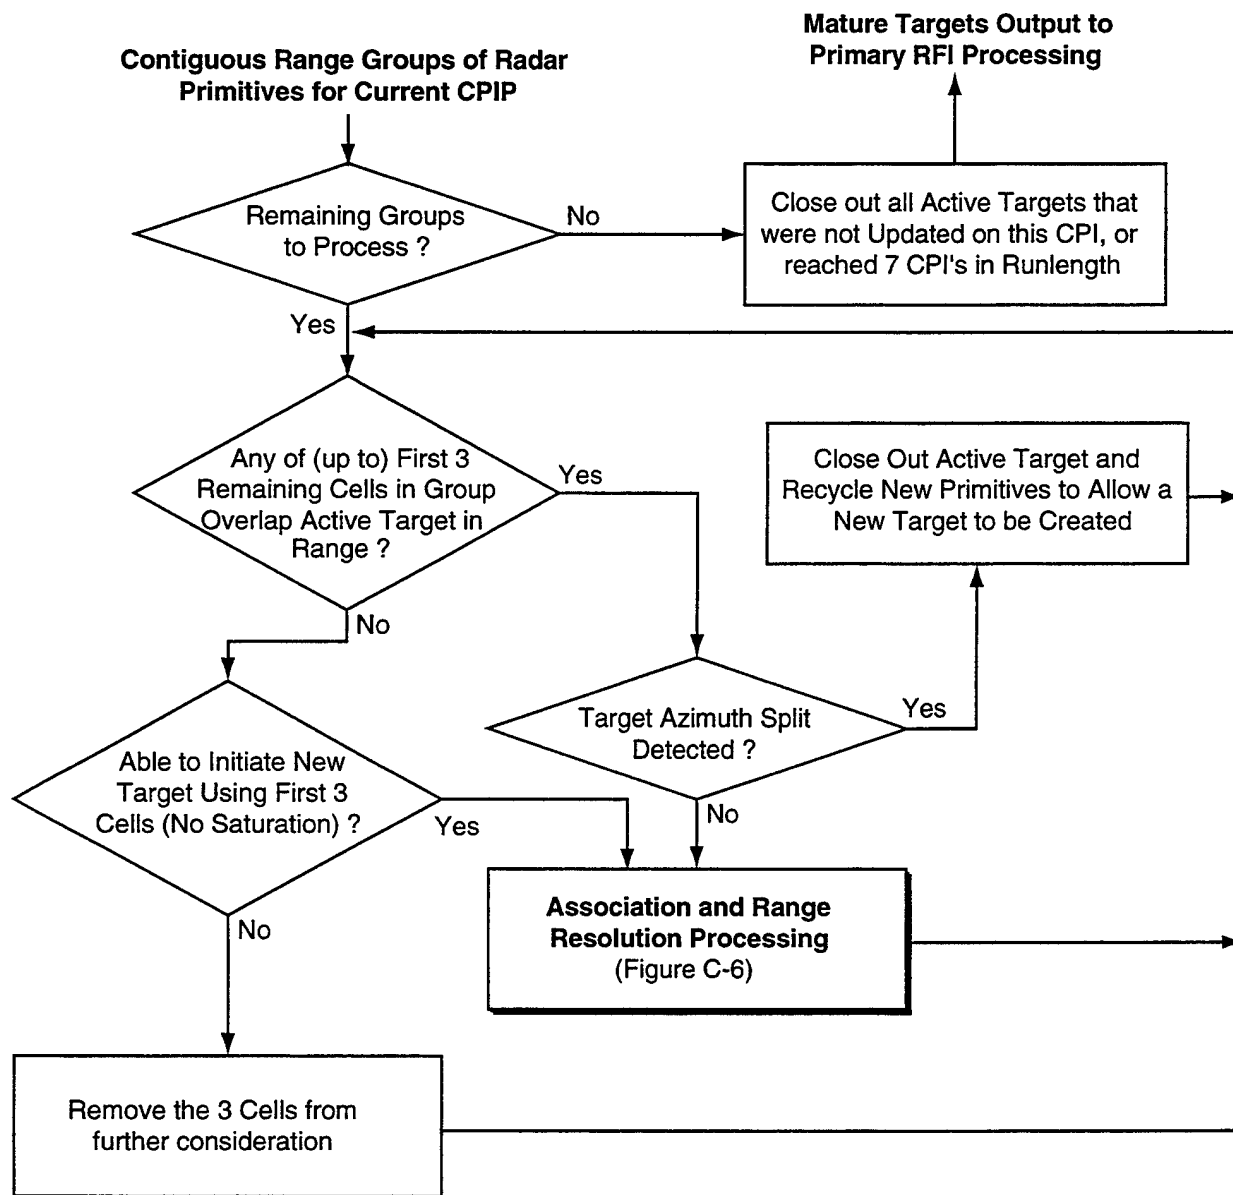 Mature Targets Output to
Primary RFI Processing
Contiguous Range Groups of Radar
Primitives for Current CPIP
Remaining Groups
to Process ?
No
Close out all Active Targets that
were not Updated on this CPI, or
reached 7 CPI's in Runlength
Yes
Any of (up to) First 3
Remaining Cells in Group
Overlap Active Target in
Range ?
Yes
Close Out Active Target and
Recycle New Primitives to Allow a
New Target to be Created
No
Target Azimuth Split
Detected ?
Yes
Able to Initiate New
Target Using First 3
Cells (No Saturation) ?
Yes
No
Association and Range
Resolution Processing
(Figure C-6)
No
Remove the 3 Cells from
further consideration